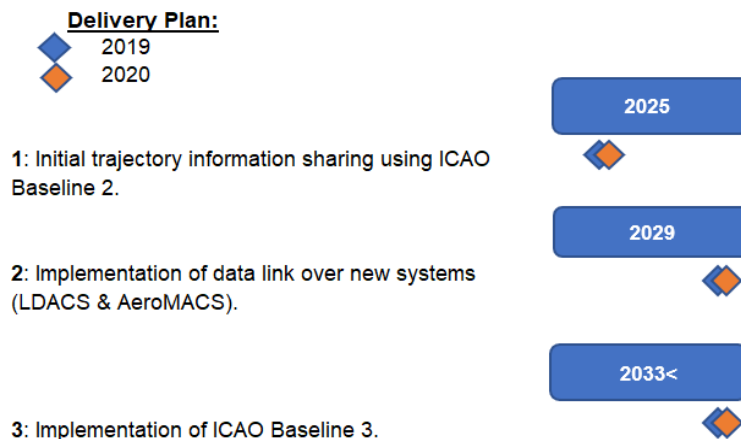 Delivery Plan:
2019
2020
2025
1: Initial trajectory information sharing using ICAO
Baseline 2.
2029
2: Implementation of data link over new systems
(LDACS & AeroMACS).
2033<
3: Implementation of ICAO Baseline 3.